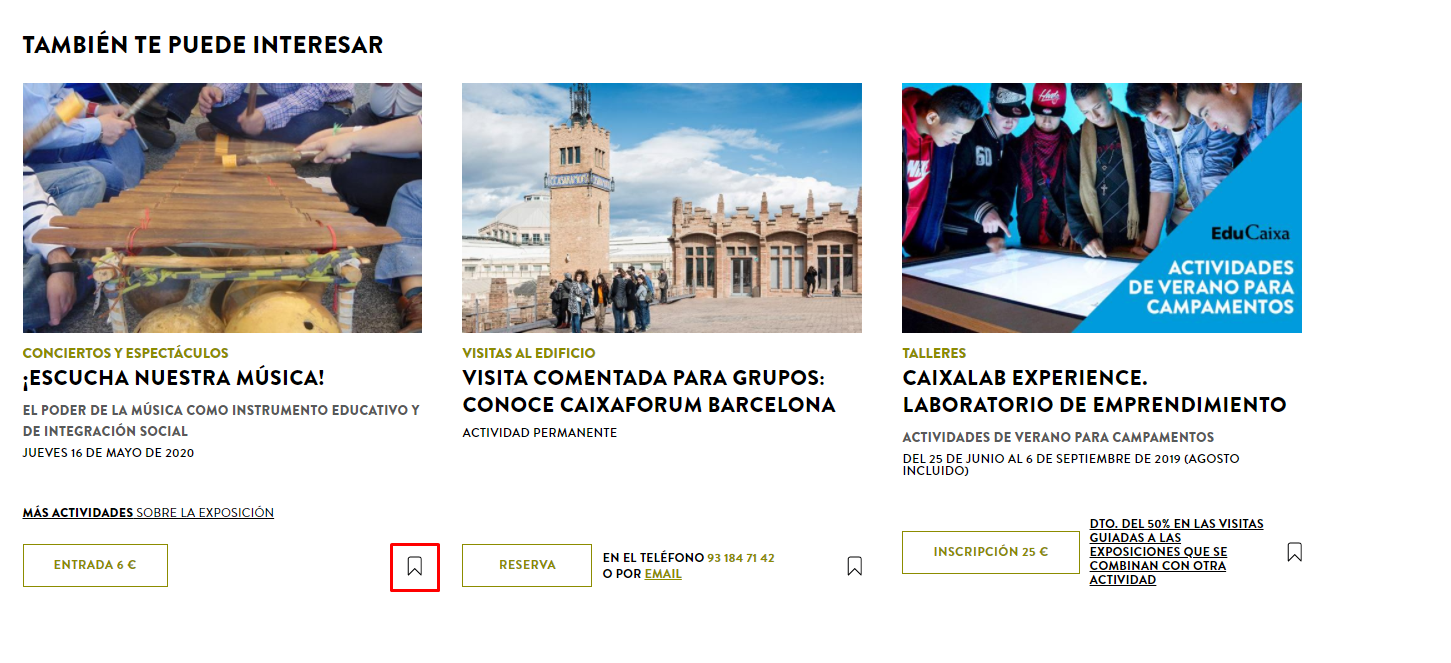 TAMBIÉN TE PUEDE INTERESAR
60
EduCaixa
ACTIVIDADES
DE VERANO PARA
CAMPAMENTOS
CONCIERTOS Y ESPECTÁCULOS
¡ESCUCHA NUESTRA MÚSICA!
EL PODER DE LA MÚSICA COMO INSTRUMENTO EDUCATIVO Y
DE INTEGRACIÓN SOCIAL
JUEVES 16 DE MAYO DE 2020
MÁS ACTIVIDADES SOBRE LA EXPOSICIÓN
ENTRADA 6 €
VISITAS AL EDIFICIO
VISITA COMENTADA PARA GRUPOS:
CONOCE CAIXAFORUM BARCELONA
ACTIVIDAD PERMANENTE
RESERVA
EN EL TELÉFONO 93 184 71 42
O POR EMAIL
TALLERES
CAIXALAB EXPERIENCE.
LABORATORIO DE EMPRENDIMIENTO
ACTIVIDADES DE VERANO PARA CAMPAMENTOS
DEL 25 DE JUNIO AL 6 DE SEPTIEMBRE DE 2019 (AGOSTO
INCLUIDO)
INSCRIPCIÓN 25 €
DTO. DEL 50% EN LAS VISITAS
GUIADAS A LAS
EXPOSICIONES QUE SE
COMBINAN CON OTRA
ACTIVIDAD